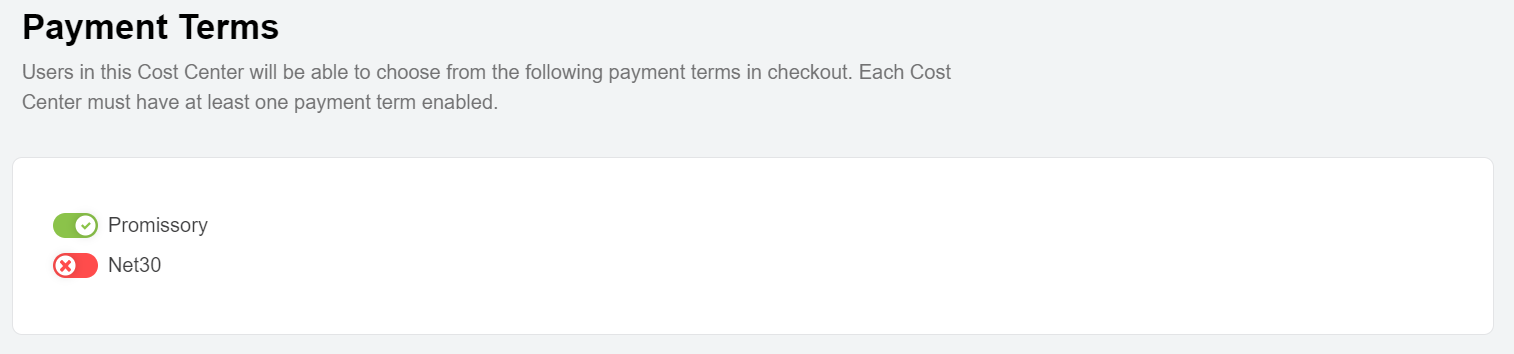 Payment Terms
Users in this Cost Center will be able to choose from the following payment terms in checkout. Each Cost
Center must have at least one payment term enabled.
Promissory
Net30